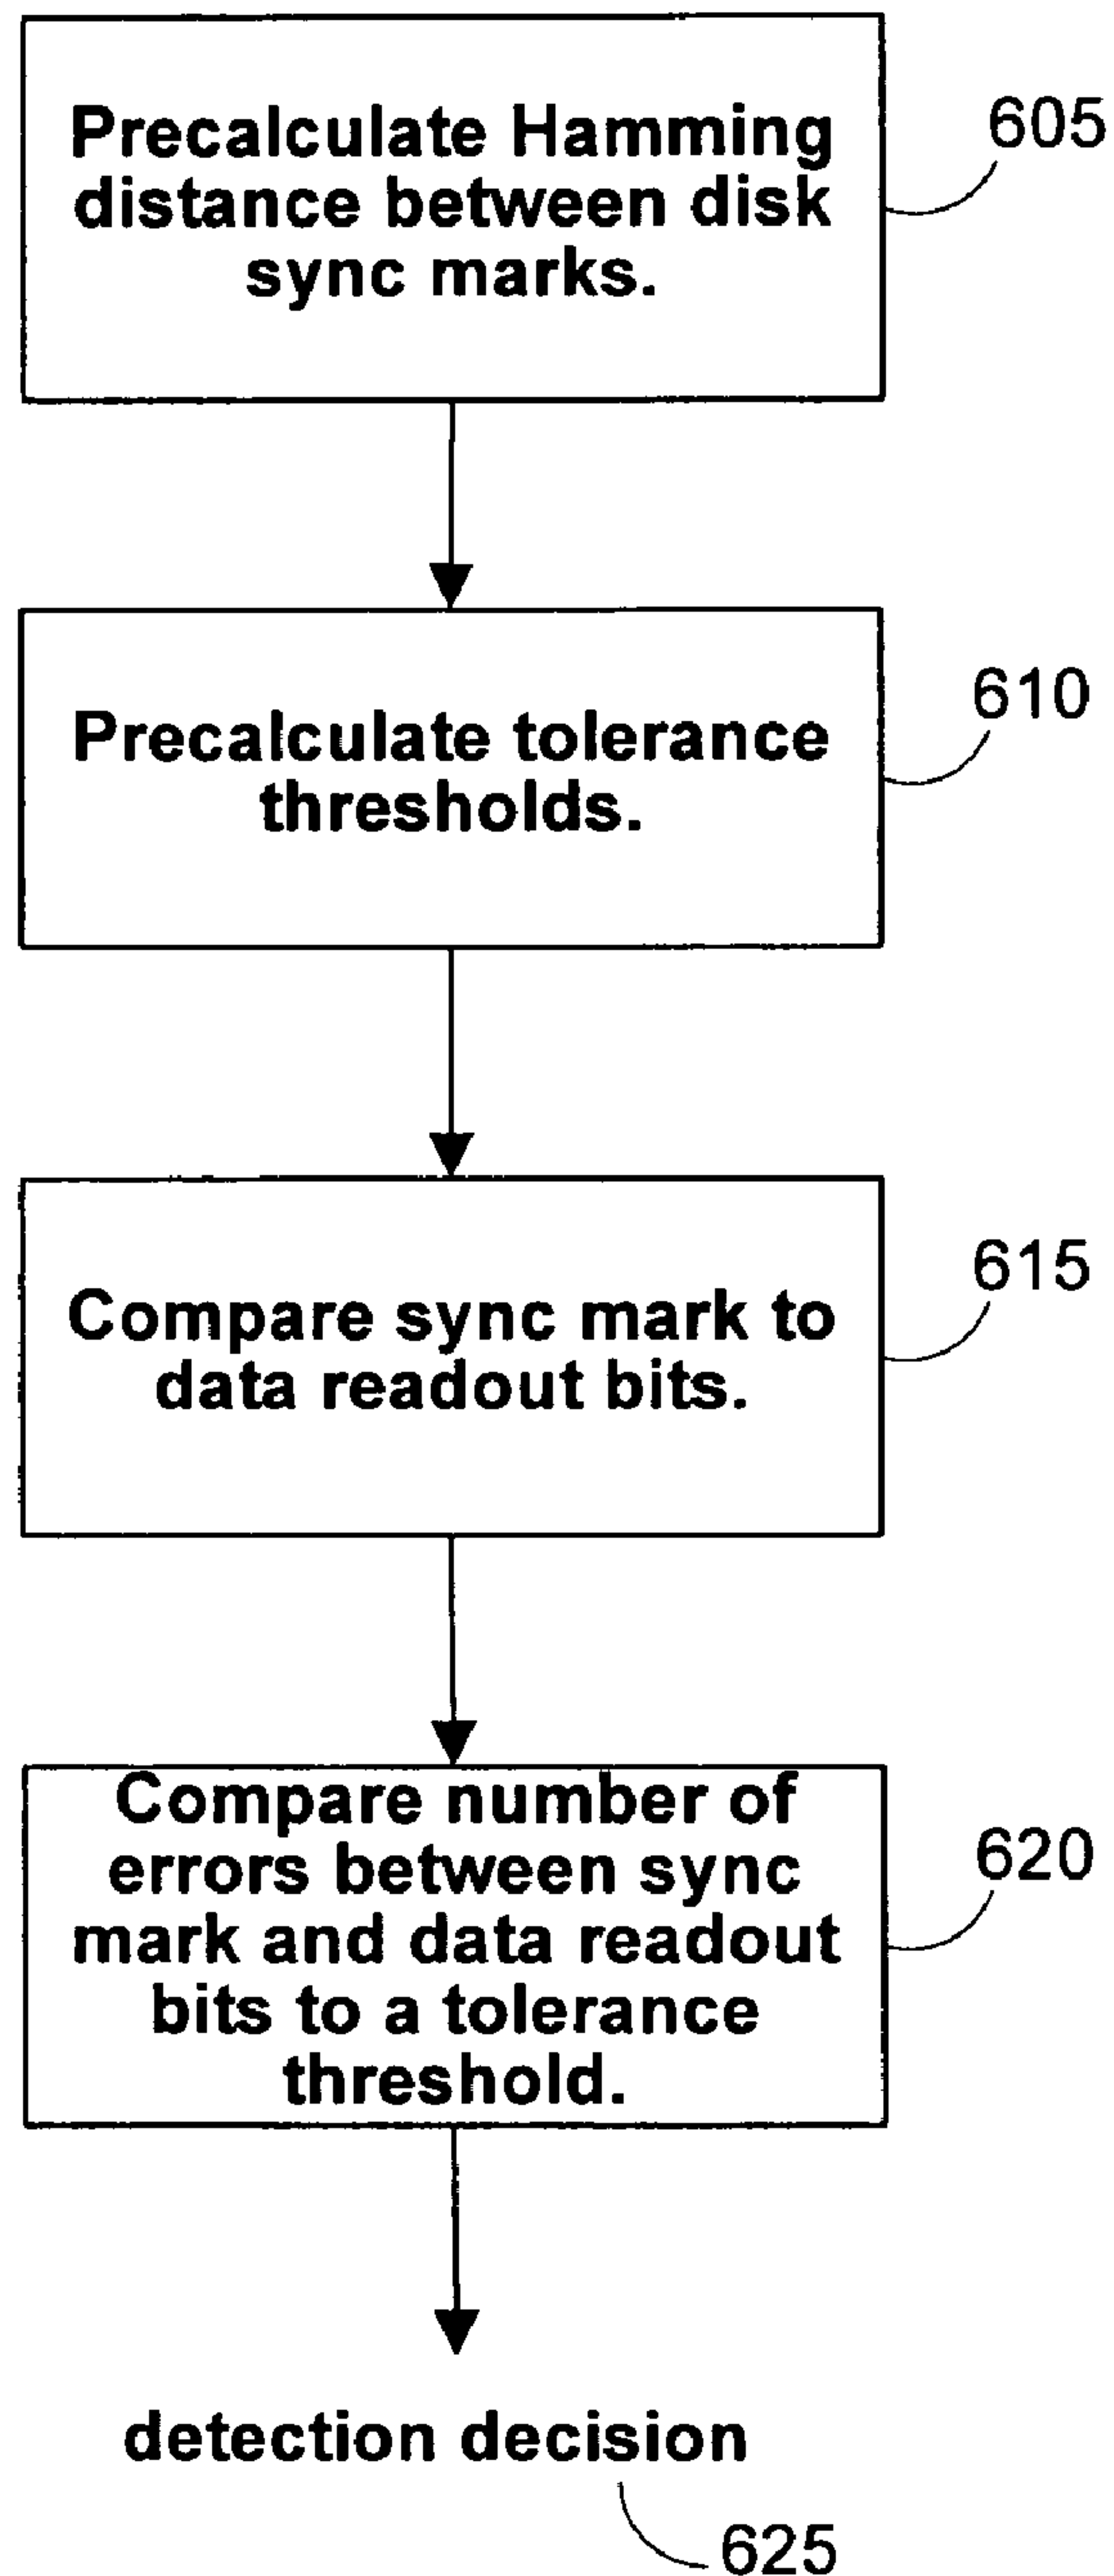 Precalculate Hamming
distance between disk
sync marks.
605
Precalculate tolerance
thresholds.
610
Compare sync mark to
data readout bits.
615
Compare number of
errors between sync
mark and data readout
bits to a tolerance
threshold.
620
detection decision
625